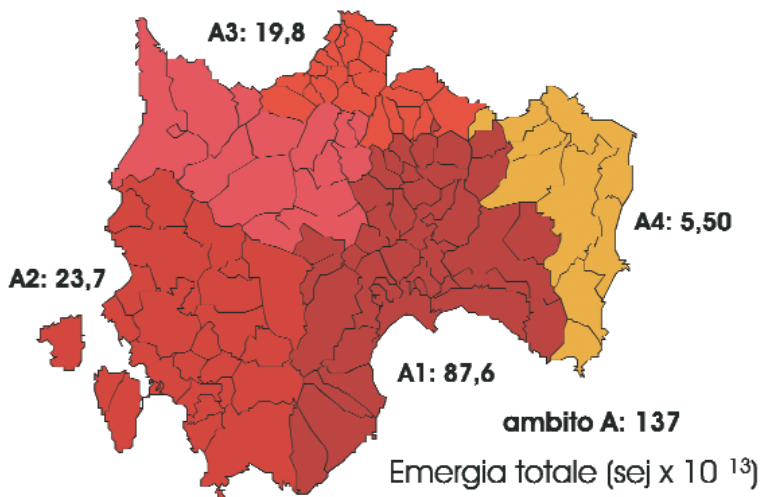 A3: 19,8
A4: 5,50
A2: 23,7
A1: 87,6
ambito A: 137
Emergia totale (sej x 10 ¹³)